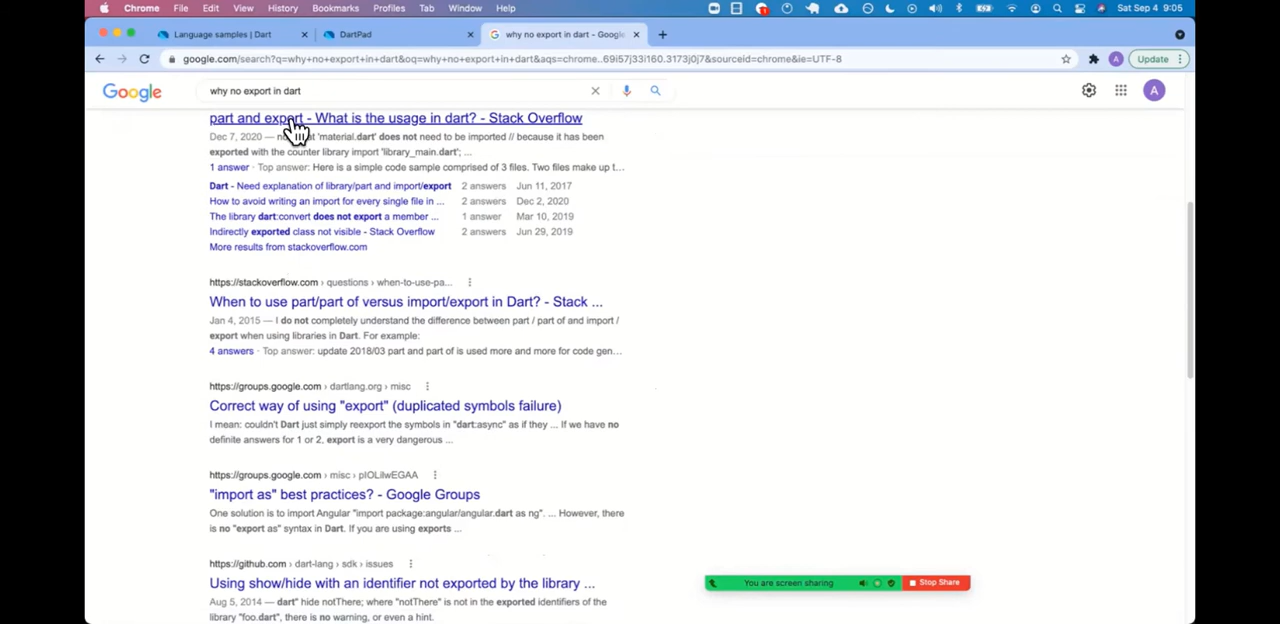 Chrome File Edit View History Bookmarks Profiles Tab Window Help Sat Sep 4 9:05
Language samples | Dart DartPad why no export in dart - Google
google.com/search?q=why+no+export+in+dart&oq=why+no+export+in+dart&aqs=chrome..69i57j33i160.3173j0j7&sourceid=chrome&ie=UTF-8 A Update
Google why no export in dart A
part and export - What is the usage in dart? - Stack Overflow
Dec 7, 2020 — 'material.dart' does not need to be imported // because it has been
exported with the counter library import 'library_main.dart'; ...
1 answer · Top answer: Here is a simple code sample comprised of 3 files. Two files make up t...
Dart - Need explanation of library/part and import/export 2 answers Jun 11, 2017
How to avoid writing an import for every single file in ... 2 answers Dec 2, 2020
The library dart:convert does not export a member ... 1 answer Mar 10, 2019
Indirectly exported class not visible - Stack Overflow 2 answers Jun 29, 2019
More results from stackoverflow.com
https://stackoverflow.com › questions › when-to-use-pa...
When to use part/part of versus import/export in Dart? - Stack ...
Jan 4, 2015 — I do not completely understand the difference between part / part of and import /
export when using libraries in Dart. For example:
4 answers · Top answer: update 2018/03 part and part of is used more and more for code gen...
https://groups.google.com › dartlang.org › misc
Correct way of using "export" (duplicated symbols failure)
I mean: couldn't Dart just simply reexport the symbols in "dart:async" as if they ... If we have no
definite answers for 1 or 2, export is a very dangerous ...
https://groups.google.com › misc › pIOLiIwEGAA
"import as" best practices? - Google Groups
One solution is to import Angular "import package:angular/angular.dart as ng". ... However, there
is no "export as" syntax in Dart. If you are using exports ...
https://github.com › dart-lang › sdk › issues
Using show/hide with an identifier not exported by the library ...
You are screen sharing Stop Share
Aug 5, 2014 — dart" hide notThere; where "notThere" is not in the exported identifiers of the
library "foo.dart", there is no warning, or even a hint.